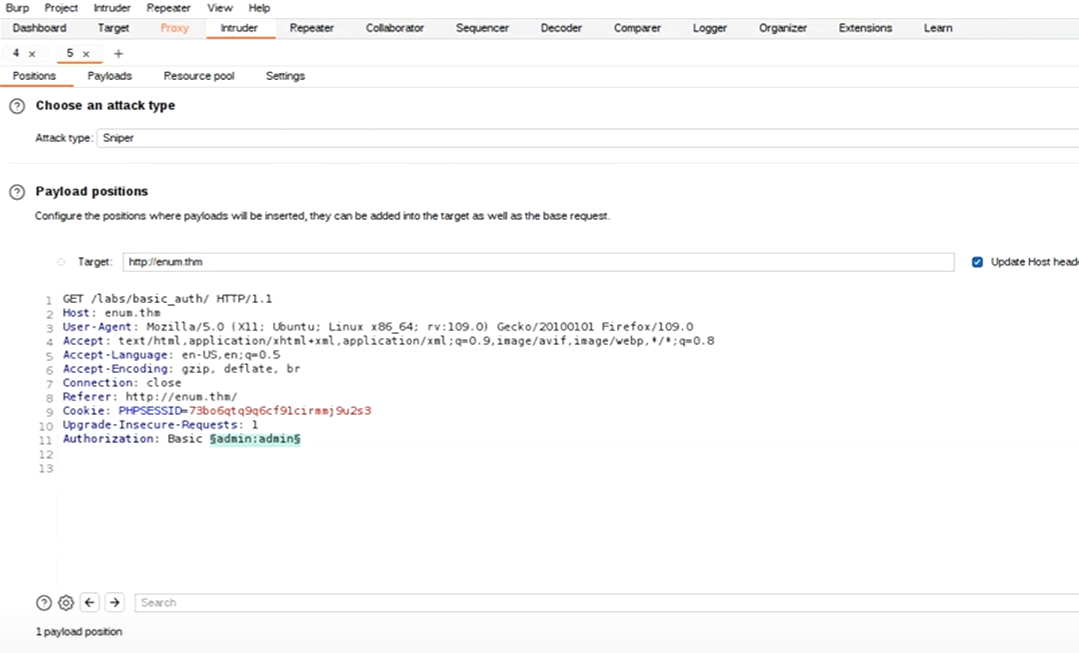 Burp Project Intruder Repeater View Help
Dashboard Target Proxy Intruder Repeater Collaborator Sequencer Decoder Comparer Logger Organizer Extensions Learn
4 × 5 × +
Positions Payloads Resource pool Settings
? Choose an attack type
Attack type: Sniper
? Payload positions
Configure the positions where payloads will be inserted, they can be added into the target as well as the base request.
Target: http://enum.thm Update Host heade
1 GET /labs/basic_auth/ HTTP/1.1
2 Host: enum.thm
3 User-Agent: Mozilla/5.0 (X11; Ubuntu; Linux x86_64; rv:109.0) Gecko/20100101 Firefox/109.0
4 Accept: text/html,application/xhtml+xml,application/xml;q=0.9,image/avif,image/webp,*/*;q=0.8
5 Accept-Language: en-US,en;q=0.5
6 Accept-Encoding: gzip, deflate, br
7 Connection: close
8 Referer: http://enum.thm/
9 Cookie: PHPSESSID=73bo6qtq9q6cf91cirmmj9u2s3
10 Upgrade-Insecure-Requests: 1
11 Authorization: Basic §admin:admin§
12
13
? Search
1 payload position